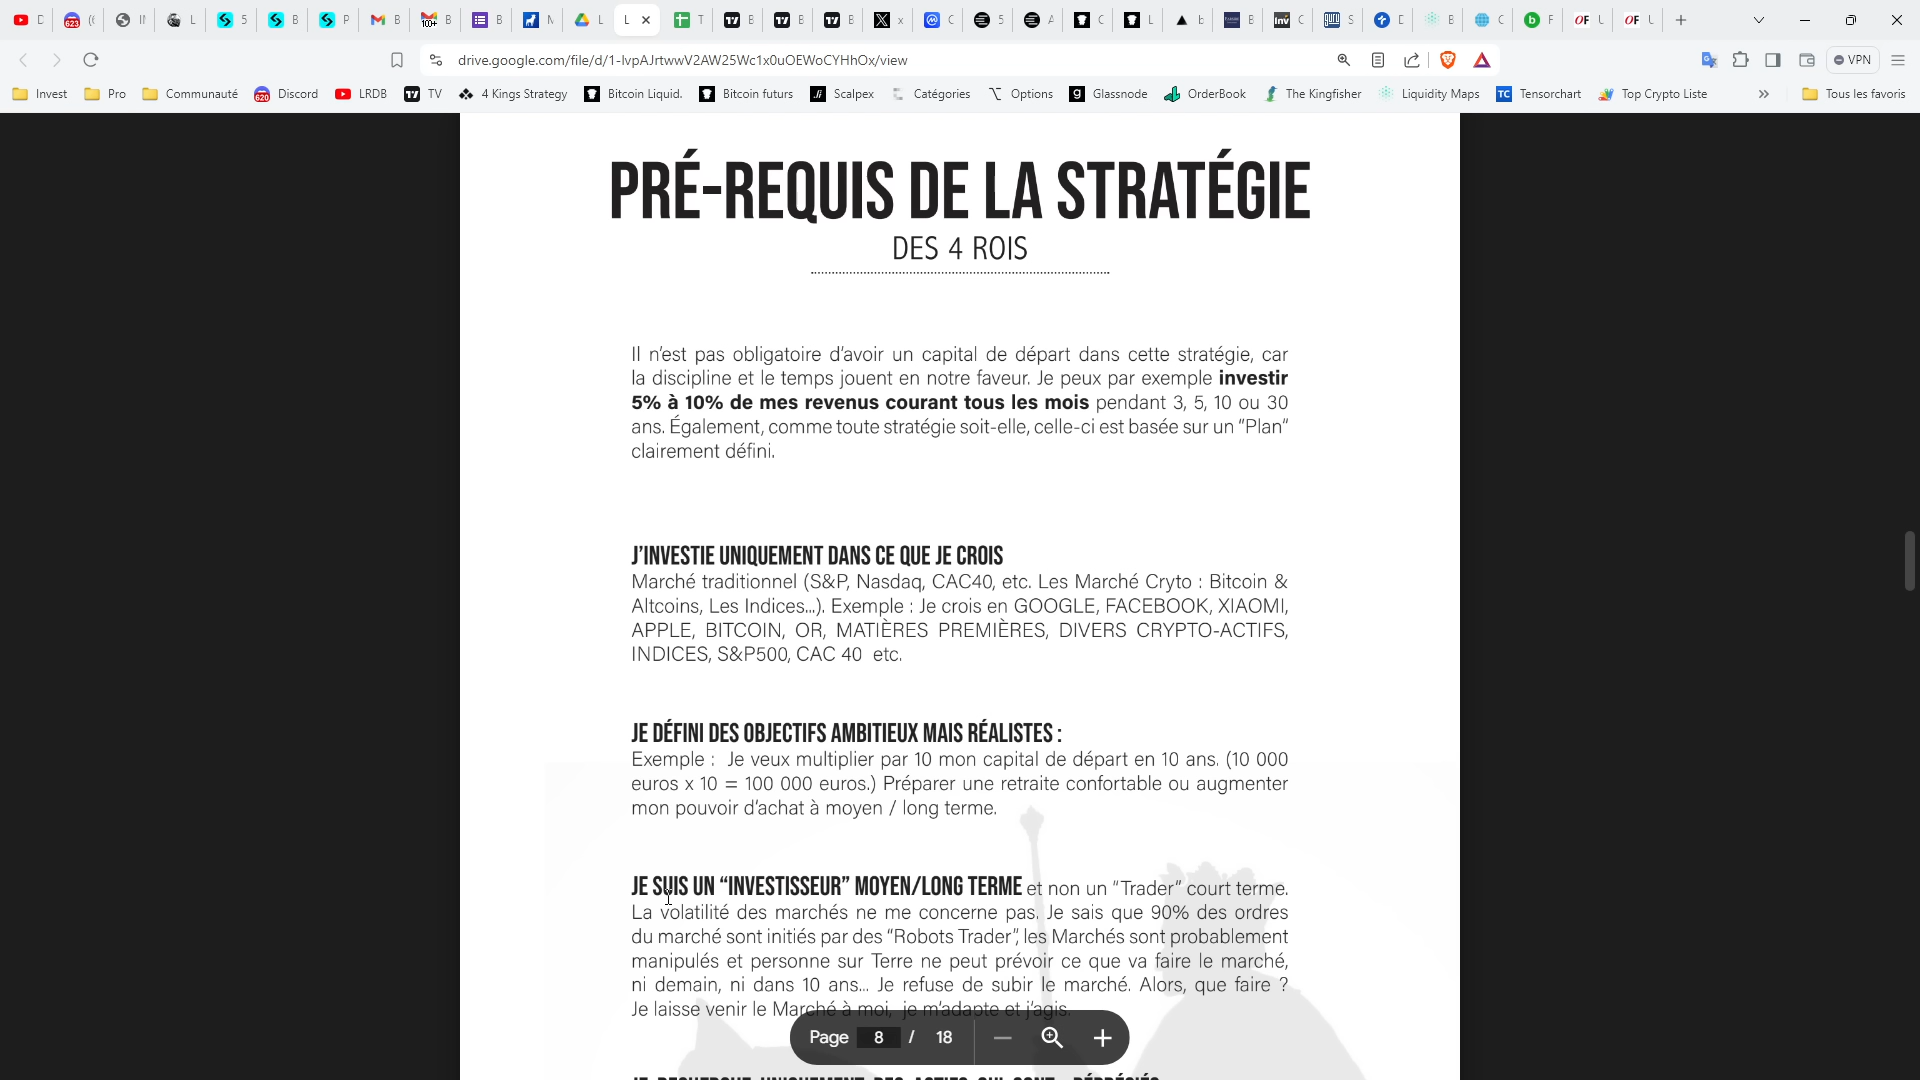 drive.google.com/file/d/1-IvpAJrtwwV2AW25Wc1x0uOEWoCYHhOx/view
VPN
Invest Pro Communauté Discord LRDB TV 4 Kings Strategy Bitcoin Liquid. Bitcoin futurs Scalpex Catégories Options Glassnode OrderBook The Kingfisher Liquidity Maps Tensorchart Top Crypto Liste » Tous les favoris
PRÉ-REQUIS DE LA STRATÉGIE
DES 4 ROIS
Il n'est pas obligatoire d'avoir un capital de départ dans cette stratégie, car
la discipline et le temps jouent en notre faveur. Je peux par exemple investir
5% à 10% de mes revenus courant tous les mois pendant 3, 5, 10 ou 30
ans. Également, comme toute stratégie soit-elle, celle-ci est basée sur un "Plan"
clairement défini.
J'INVESTIE UNIQUEMENT DANS CE QUE JE CROIS
Marché traditionnel (S&P, Nasdaq, CAC40, etc. Les Marché Cryto : Bitcoin &
Altcoins, Les Indices...). Exemple : Je crois en GOOGLE, FACEBOOK, XIAOMI,
APPLE, BITCOIN, OR, MATIÈRES PREMIÈRES, DIVERS CRYPTO-ACTIFS,
INDICES, S&P500, CAC 40 etc.
JE DÉFINI DES OBJECTIFS AMBITIEUX MAIS RÉALISTES :
Exemple : Je veux multiplier par 10 mon capital de départ en 10 ans. (10 000
euros x 10 = 100 000 euros.) Préparer une retraite confortable ou augmenter
mon pouvoir d'achat à moyen / long terme.
JE SUIS UN "INVESTISSEUR" MOYEN/LONG TERME et non un "Trader" court terme.
La volatilité des marchés ne me concerne pas. Je sais que 90% des ordres
du marché sont initiés par des "Robots Trader", les Marchés sont probablement
manipulés et personne sur Terre ne peut prévoir ce que va faire le marché,
ni demain, ni dans 10 ans... Je refuse de subir le marché. Alors, que faire ?
Je laisse venir le Marché à moi, je m'adapte et j'agis.
Page 8 / 18
JE RECHERCHE UNIQUEMENT DES ACTIFS QUI SONT